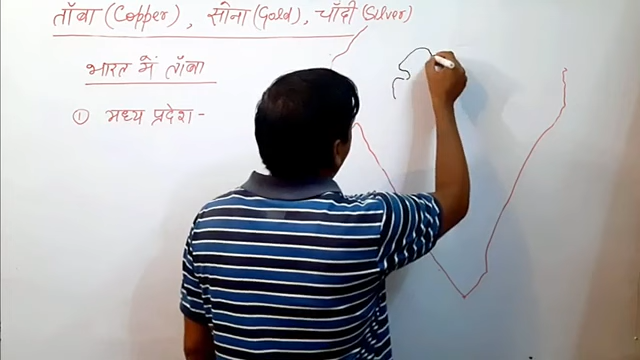 ताँबा (Copper), सोना (Gold), चाँदी (Silver)
भारत में ताँबा
① मध्य प्रदेश -